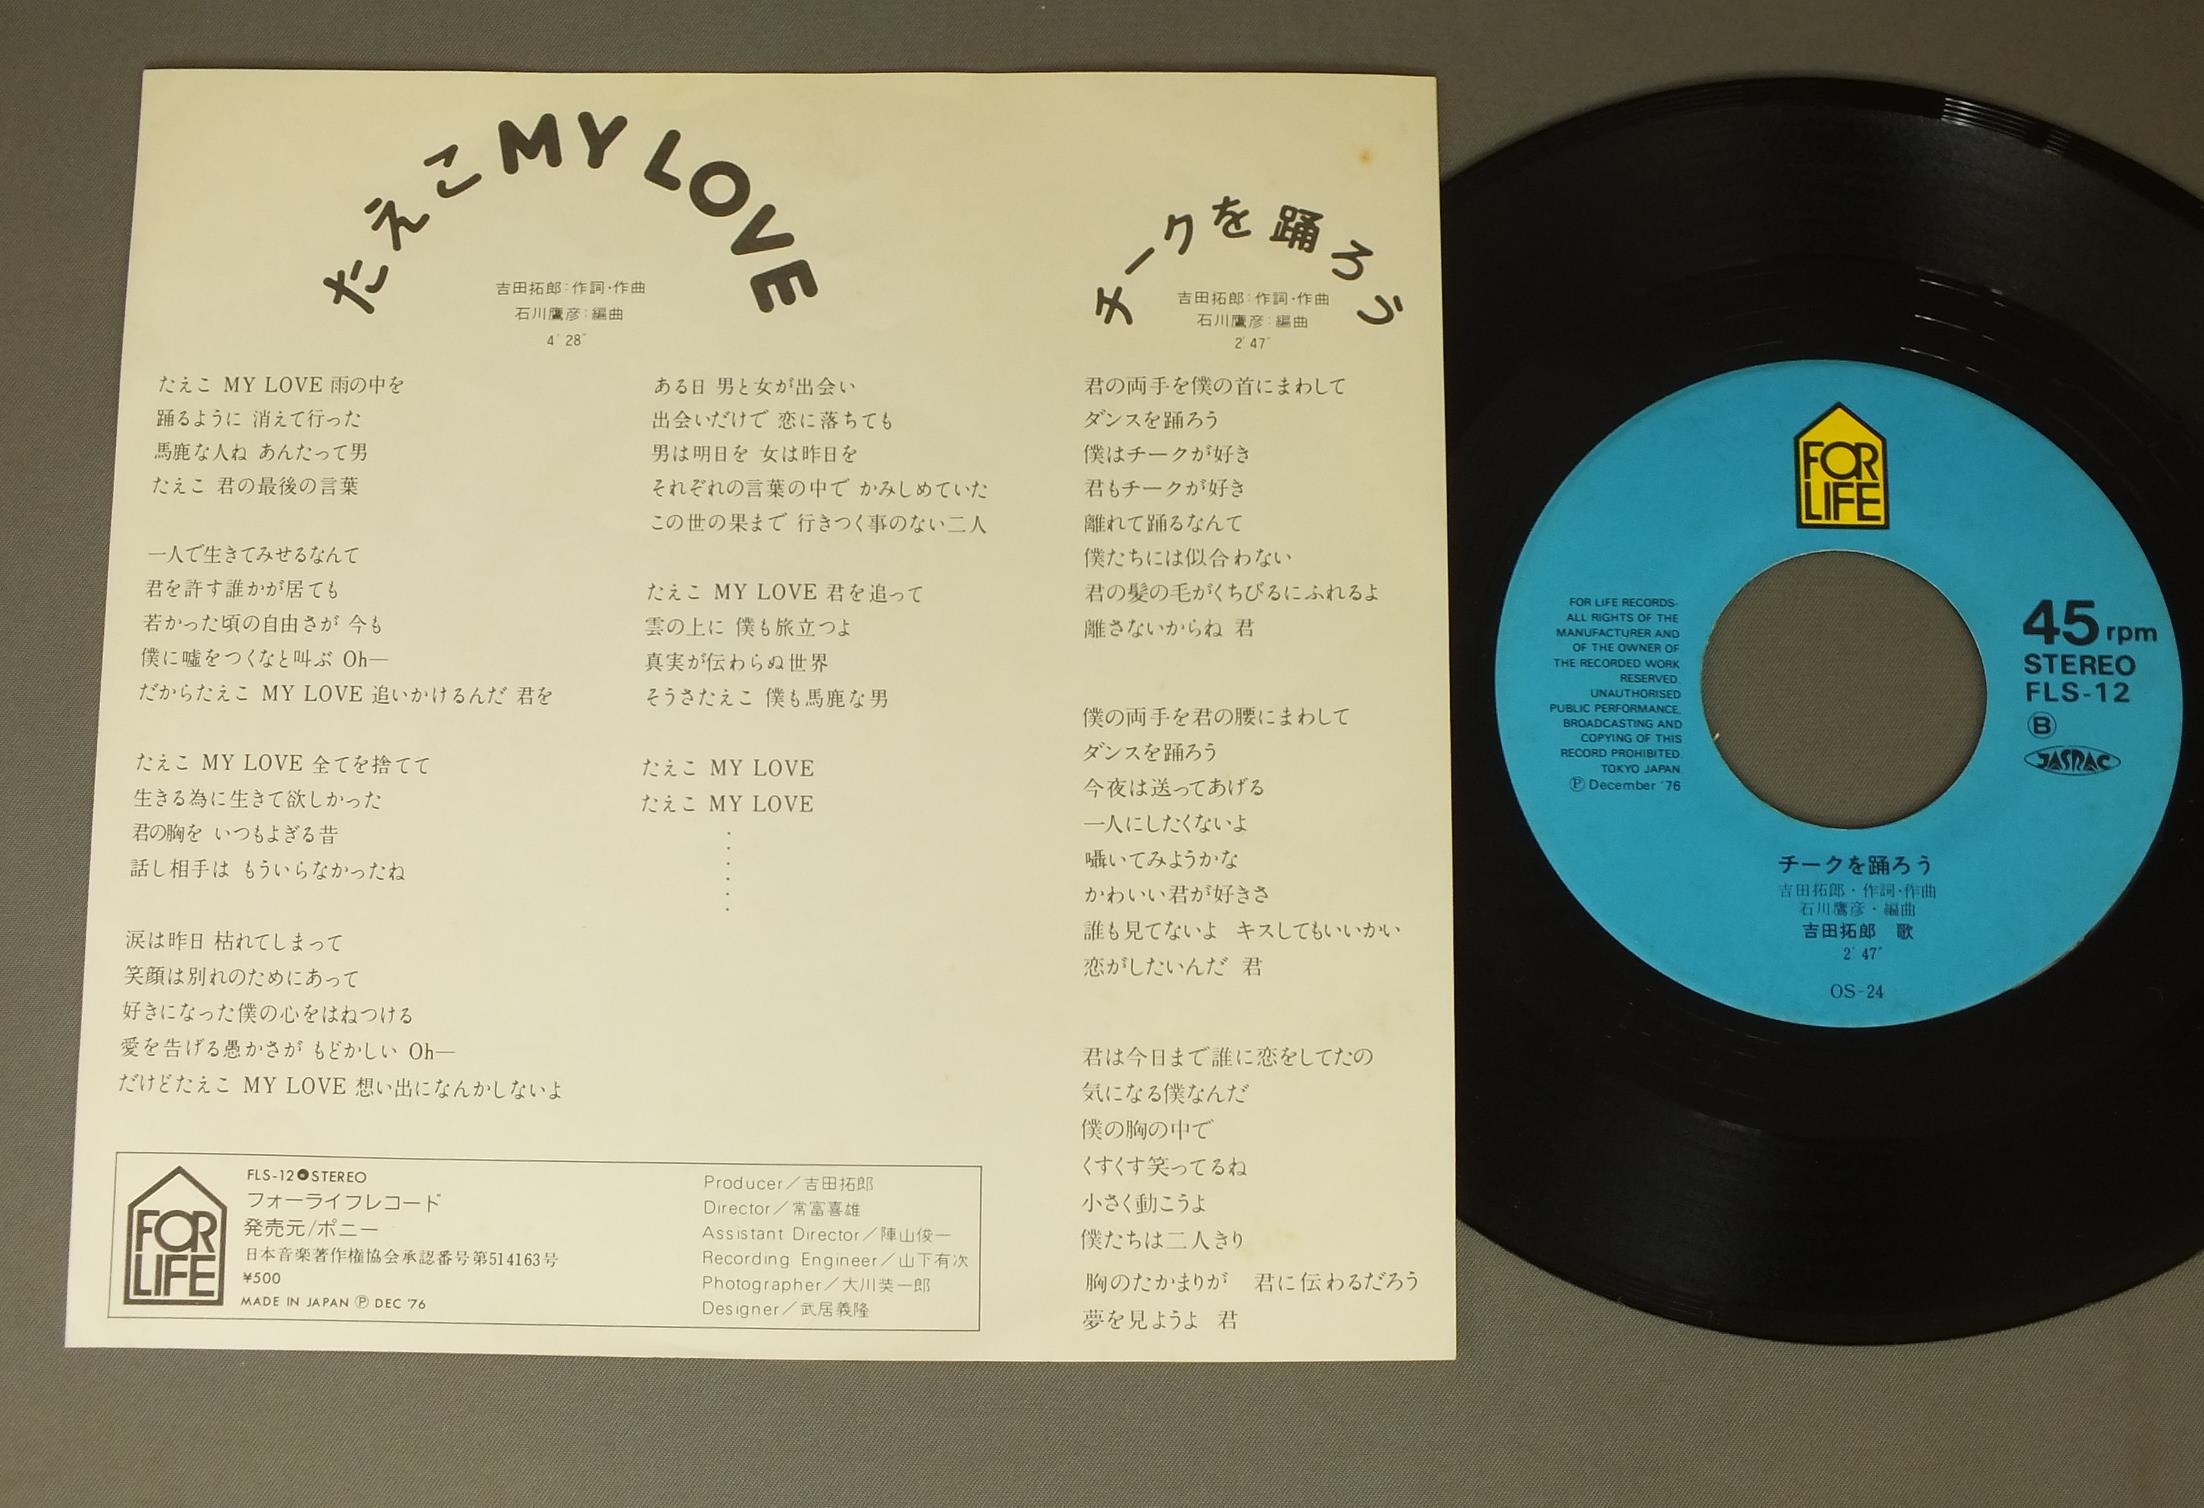 たえこ MY LOVE
吉田拓郎:作詞・作曲
石川鷹彦:編曲
4′28″
たえこ MY LOVE 雨の中を
踊るように 消えて行った
馬鹿な人ね あんたって男
たえこ 君の最後の言葉
一人で生きてみせるなんて
君を許す誰かが居ても
若かった頃の自由さが 今も
僕に嘘をつくなと叫ぶ Oh—
だからたえこ MY LOVE 追いかけるんだ 君を
たえこ MY LOVE 全てを捨てて
生きる為に生きて欲しかった
君の胸を いつもよぎる昔
話し相手は もういらなかったね
涙は昨日 枯れてしまって
笑顔は別れのためにあって
好きになった僕の心をはねつける
愛を告げる愚かさが もどかしい Oh—
だけどたえこ MY LOVE 想い出になんかしないよ
ある日 男と女が出会い
出会いだけで 恋に落ちても
男は明日を 女は昨日を
それぞれの言葉の中で かみしめていた
この世の果まで 行きつく事のない二人
たえこ MY LOVE 君を追って
雲の上に 僕も旅立つよ
真実が伝わらぬ世界
そうさたえこ 僕も馬鹿な男
たえこ MY LOVE
たえこ MY LOVE
・・・・・・
チークを踊ろう
吉田拓郎:作詞・作曲
石川鷹彦:編曲
2′47″
君の両手を僕の首にまわして
ダンスを踊ろう
僕はチークが好き
君もチークが好き
離れて踊るなんて
僕たちには似合わない
君の髪の毛がくちびるにふれるよ
離さないからね 君
僕の両手を君の腰にまわして
ダンスを踊ろう
今夜は送ってあげる
一人にしたくないよ
囁いてみようかな
かわいい君が好きさ
誰も見てないよ キスしてもいいかい
恋がしたいんだ 君
君は今日まで誰に恋をしてたの
気になる僕なんだ
僕の胸の中で
くすくす笑ってるね
小さく動こうよ
僕たちは二人きり
胸のたかまりが 君に伝わるだろう
夢を見ようよ 君
FOR
LIFE
FLS-12●STEREO
フォーライフレコード
発売元/ポニー
日本音楽著作権協会承認番号第514163号
¥500
MADE IN JAPAN Ⓟ DEC '76
Producer/吉田拓郎
Director/常富喜雄
Assistant Director/陣山俊一
Recording Engineer/山下有次
Photographer/大川奘一郎
Designer/武居義隆
FOR
LIFE
FOR LIFE RECORDS-
ALL RIGHTS OF THE
MANUFACTURER AND
OF THE OWNER OF
THE RECORDED WORK
RESERVED.
UNAUTHORISED
PUBLIC PERFORMANCE,
BROADCASTING AND
COPYING OF THIS
RECORD PROHIBITED.
TOKYO JAPAN
Ⓟ December '76
45 rpm
STEREO
FLS-12
Ⓑ
JASRAC
チークを踊ろう
吉田拓郎・作詞・作曲
石川鷹彦・編曲
吉田拓郎 歌
2′47″
OS-24